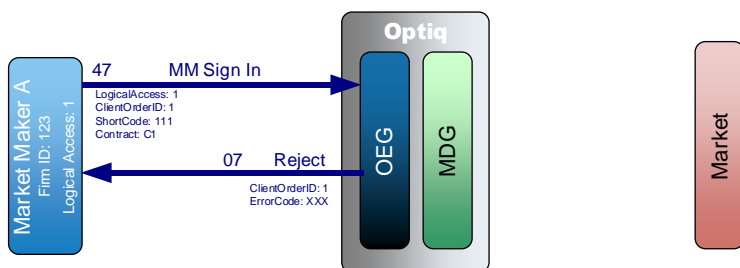 Optiq
Market Maker A
Firm ID: 123
Logical Access: 1
47 MM Sign In
LogicalAccess: 1
ClientOrderID: 1
ShortCode: 111
Contract: C1
07 Reject
ClientOrderID: 1
ErrorCode: XXX
OEG
MDG
Market